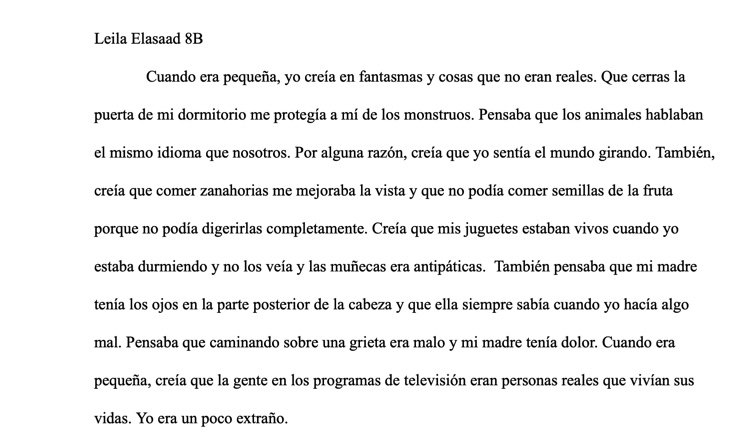 Leila Elasaad 8B
Cuando era pequeña, yo creía en fantasmas y cosas que no eran reales. Que cerras la
puerta de mi dormitorio me protegía a mí de los monstruos. Pensaba que los animales hablaban
el mismo idioma que nosotros. Por alguna razón, creía que yo sentía el mundo girando. También,
creía que comer zanahorias me mejoraba la vista y que no podía comer semillas de la fruta
porque no podía digerirlas completamente. Creía que mis juguetes estaban vivos cuando yo
estaba durmiendo y no los veía y las muñecas era antipáticas.  También pensaba que mi madre
tenía los ojos en la parte posterior de la cabeza y que ella siempre sabía cuando yo hacía algo
mal. Pensaba que caminando sobre una grieta era malo y mi madre tenía dolor. Cuando era
pequeña, creía que la gente en los programas de televisión eran personas reales que vivían sus
vidas. Yo era un poco extraño.